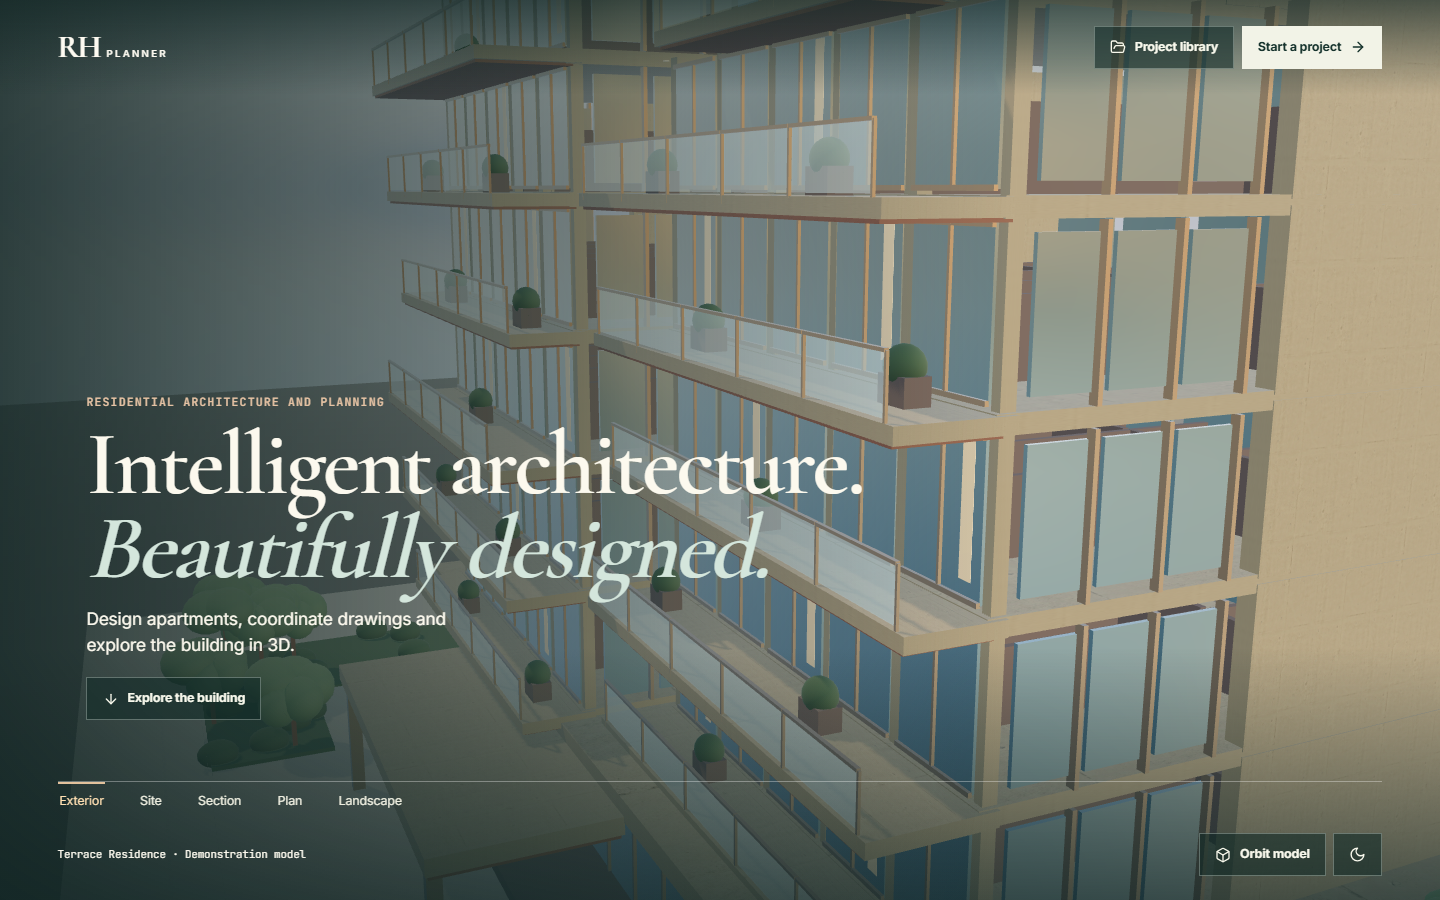 RH PLANNER
Project library
Start a project
RESIDENTIAL ARCHITECTURE AND PLANNING
Intelligent architecture.
Beautifully designed.
Design apartments, coordinate drawings and
explore the building in 3D.
Explore the building
Exterior
Site
Section
Plan
Landscape
Terrace Residence · Demonstration model
Orbit model